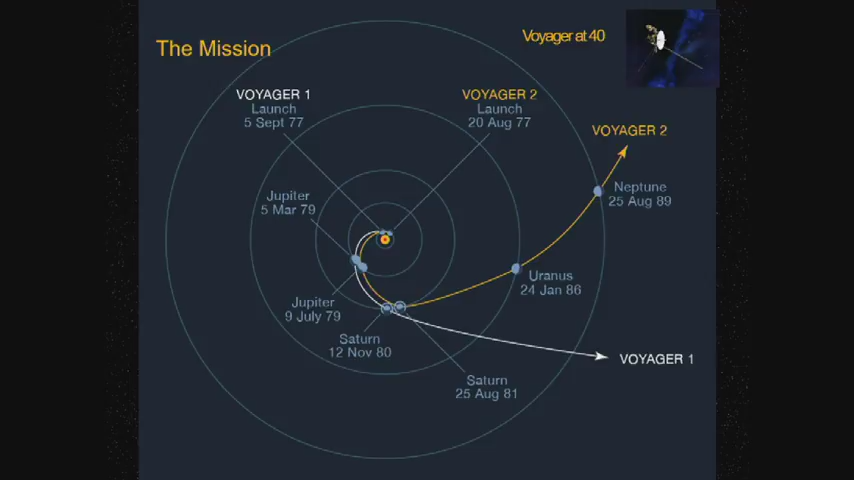 The Mission
Voyager at 40
VOYAGER 1
Launch
5 Sept 77
VOYAGER 2
Launch
20 Aug 77
VOYAGER 2
Neptune
25 Aug 89
Jupiter
5 Mar 79
Uranus
24 Jan 86
Jupiter
9 July 79
Saturn
12 Nov 80
VOYAGER 1
Saturn
25 Aug 81